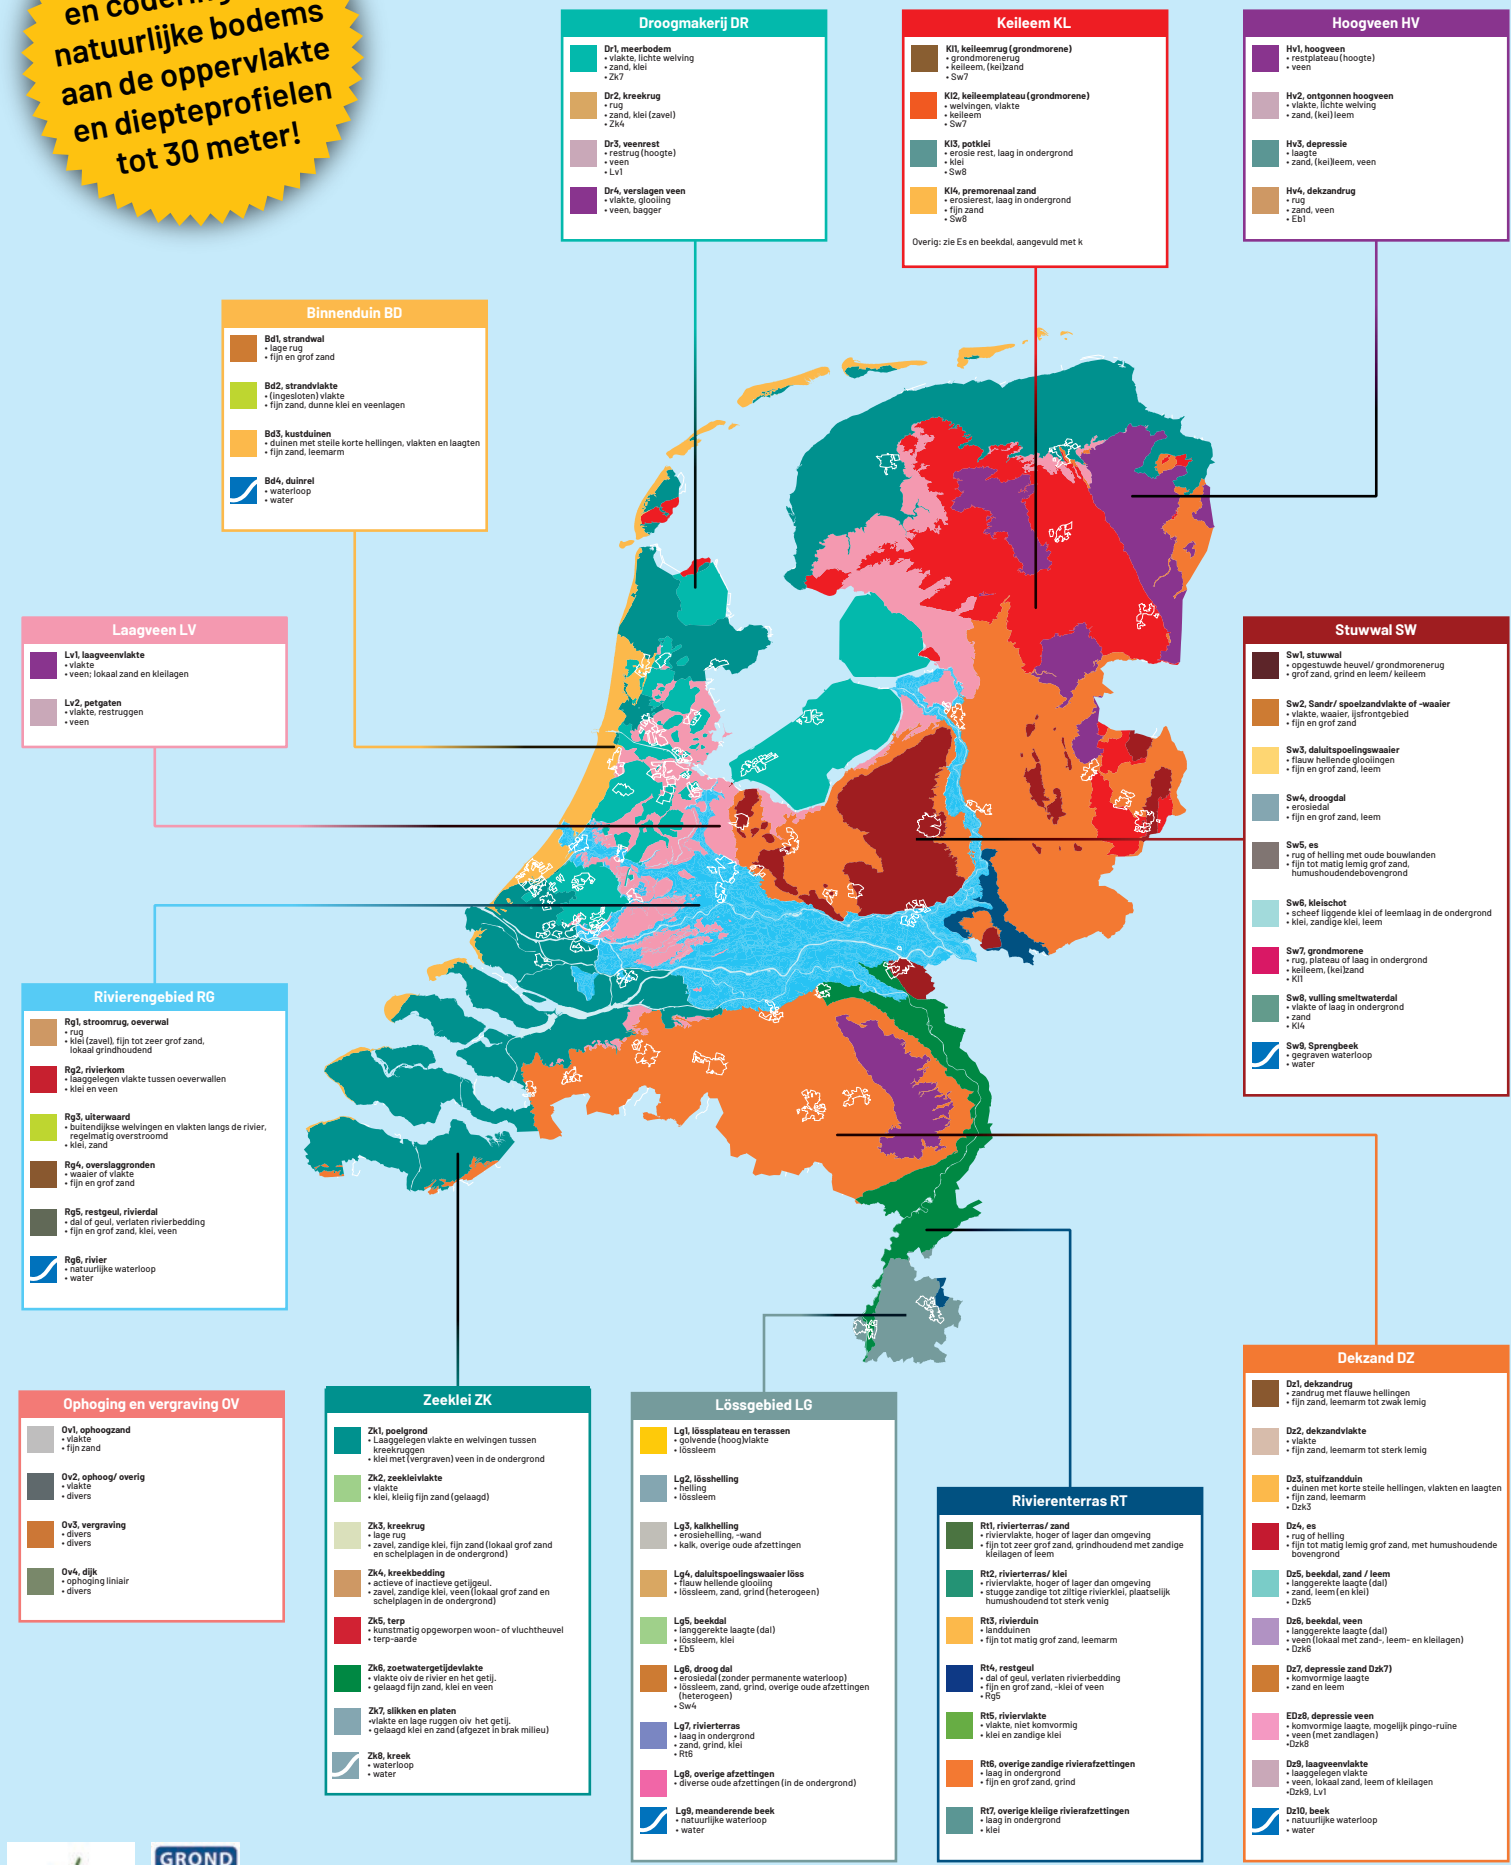 en codering
natuurlijke bodems
aan de oppervlakte
en diepteprofielen
tot 30 meter!
Droogmakerij DR
Dr1, meerbodem
• vlakte, lichte welving
• zand, klei
• Zk7
Dr2, kreekrug
• rug
• zand, klei (zavel)
• Zk4
Dr3, veenrest
• restrug (hoogte)
• veen
• Lv1
Dr4, verslagen veen
• vlakte, glooiing
• veen, bagger
Keileem KL
Kl1, keileemrug (grondmorene)
• grondmorenerug
• keileem, (kei)zand
• Sw7
Kl2, keileemplateau (grondmorene)
• welvingen, vlakte
• keileem
• Sw7
Kl3, potklei
• erosie rest, laag in ondergrond
• klei
• Sw8
Kl4, premorenaal zand
• erosierest, laag in ondergrond
• fijn zand
• Sw8
Overig: zie Es en beekdal, aangevuld met k
Hoogveen HV
Hv1, hoogveen
• restplateau (hoogte)
• veen
Hv2, ontgonnen hoogveen
• vlakte, lichte welving
• zand, (kei) leem
Hv3, depressie
• laagte
• zand, (kei)leem, veen
Hv4, dekzandrug
• rug
• zand, veen
• Eb1
Binnenduin BD
Bd1, strandwal
• lage rug
• fijn en grof zand
Bd2, strandvlakte
• (ingesloten) vlakte
• fijn zand, dunne klei en veenlagen
Bd3, kustduinen
• duinen met steile korte hellingen, vlakten en laagten
• fijn zand, leemarm
Bd4, duinrel
• waterloop
• water
Laagveen LV
Lv1, laagveenvlakte
• vlakte
• veen; lokaal zand en kleilagen
Lv2, petgaten
• vlakte, restruggen
• veen
Stuwwal SW
Sw1, stuwwal
• opgestuwde heuvel/ grondmorenerug
• grof zand, grind en leem/ keileem
Sw2, Sandr/ spoelzandvlakte of -waaier
• vlakte, waaier, ijsfrontgebied
• fijn en grof zand
Sw3, daluitspoelingswaaier
• flauw hellende glooiingen
• fijn en grof zand, leem
Sw4, droogdal
• erosiedal
• fijn en grof zand, leem
Sw5, es
• rug of helling met oude bouwlanden
• fijn tot matig lemig grof zand,
humushoudendebovengrond
Sw6, kleischot
• scheef liggende klei of leemlaag in de ondergrond
• klei, zandige klei, leem
Sw7, grondmorene
• rug, plateau of laag in ondergrond
• keileem, (kei)zand
• Kl1
Sw8, vulling smeltwaterdal
• vlakte of laag in ondergrond
• zand
• Kl4
Sw9, Sprengbeek
• gegraven waterloop
• water
Rivierengebied RG
Rg1, stroomrug, oeverwal
• rug
• klei (zavel), fijn tot zeer grof zand,
lokaal grindhoudend
Rg2, rivierkom
• laaggelegen vlakte tussen oeverwallen
• klei en veen
Rg3, uiterwaard
• buitendijkse welvingen en vlakten langs de rivier,
regelmatig overstroomd
• klei, zand
Rg4, overslaggronden
• waaier of vlakte
• fijn en grof zand
Rg5, restgeul, rivierdal
• dal of geul, verlaten rivierbedding
• fijn en grof zand, klei, veen
Rg6, rivier
• natuurlijke waterloop
• water
Ophoging en vergraving OV
Ov1, ophoogzand
• vlakte
• fijn zand
Ov2, ophoog/ overig
• vlakte
• divers
Ov3, vergraving
• divers
• divers
Ov4, dijk
• ophoging liniair
• divers
Zeeklei ZK
Zk1, poelgrond
• Laaggelegen vlakte en welvingen tussen
kreekruggen
• klei met (vergraven) veen in de ondergrond
Zk2, zeekleivlakte
• vlakte
• klei, kleiig fijn zand (gelaagd)
Zk3, kreekrug
• lage rug
• zavel, zandige klei, fijn zand (lokaal grof zand
en schelplagen in de ondergrond)
Zk4, kreekbedding
• actieve of inactieve getijgeul.
• zavel, zandige klei, veen (lokaal grof zand en
schelplagen in de ondergrond)
Zk5, terp
• kunstmatig opgeworpen woon- of vluchtheuvel
• terp-aarde
Zk6, zoetwatergetijdevlakte
• vlakte oiv de rivier en het getij.
• gelaagd fijn zand, klei en veen
Zk7, slikken en platen
•vlakte en lage ruggen oiv het getij.
• gelaagd klei en zand (afgezet in brak milieu)
Zk8, kreek
• waterloop
• water
Lössgebied LG
Lg1, lössplateau en terassen
• golvende (hoog)vlakte
• lössleem
Lg2, lösshelling
• helling
• lössleem
Lg3, kalkhelling
• erosiehelling, -wand
• kalk, overige oude afzettingen
Lg4, daluitspoelingswaaier löss
• flauw hellende glooiing
• lössleem, zand, grind (heterogeen)
Lg5, beekdal
• langgerekte laagte (dal)
• lössleem, klei
• Eb5
Lg6, droog dal
• erosiedal (zonder permanente waterloop)
• lössleem, zand, grind, overige oude afzettingen
(heterogeen)
• Sw4
Lg7, rivierterras
• laag in ondergrond
• zand, grind, klei
• Rt6
Lg8, overige afzettingen
• diverse oude afzettingen (in de ondergrond)
Lg9, meanderende beek
• natuurlijke waterloop
• water
Rivierenterras RT
Rt1, rivierterras/ zand
• riviervlakte, hoger of lager dan omgeving
• fijn tot zeer grof zand, grindhoudend met zandige
kleilagen of leem
Rt2, rivierterras/ klei
• riviervlakte, hoger of lager dan omgeving
• stugge zandige tot ziltige rivierklei, plaatselijk
humushoudend tot sterk venig
Rt3, rivierduin
• landduinen
• fijn tot matig grof zand, leemarm
Rt4, restgeul
• dal of geul, verlaten rivierbedding
• fijn en grof zand, -klei of veen
• Rg5
Rt5, riviervlakte
• vlakte, niet komvormig
• klei en zandige klei
Rt6, overige zandige rivierafzettingen
• laag in ondergrond
• fijn en grof zand, grind
Rt7, overige kleiige rivierafzettingen
• laag in ondergrond
• klei
Dekzand DZ
Dz1, dekzandrug
• zandrug met flauwe hellingen
• fijn zand, leemarm tot zwak lemig
Dz2, dekzandvlakte
• vlakte
• fijn zand, leemarm tot sterk lemig
Dz3, stuifzandduin
• duinen met korte steile hellingen, vlakten en laagten
• fijn zand, leemarm
• Dzk3
Dz4, es
• rug of helling
• fijn tot matig lemig grof zand, met humushoudende
bovengrond
Dz5, beekdal, zand / leem
• langgerekte laagte (dal)
• zand, leem (en klei)
• Dzk5
Dz6, beekdal, veen
• langgerekte laagte (dal)
• veen (lokaal met zand-, leem- en kleilagen)
• Dzk6
Dz7, depressie zand Dzk7)
• komvormige laagte
• zand en leem
EDz8, depressie veen
• komvormige laagte, mogelijk pingo-ruïne
• veen (met zandlagen)
•Dzk8
Dz9, laagveenvlakte
• laaggelegen vlakte
• veen, lokaal zand, leem of kleilagen
•Dzk9, Lv1
Dz10, beek
• natuurlijke waterloop
• water
GROND